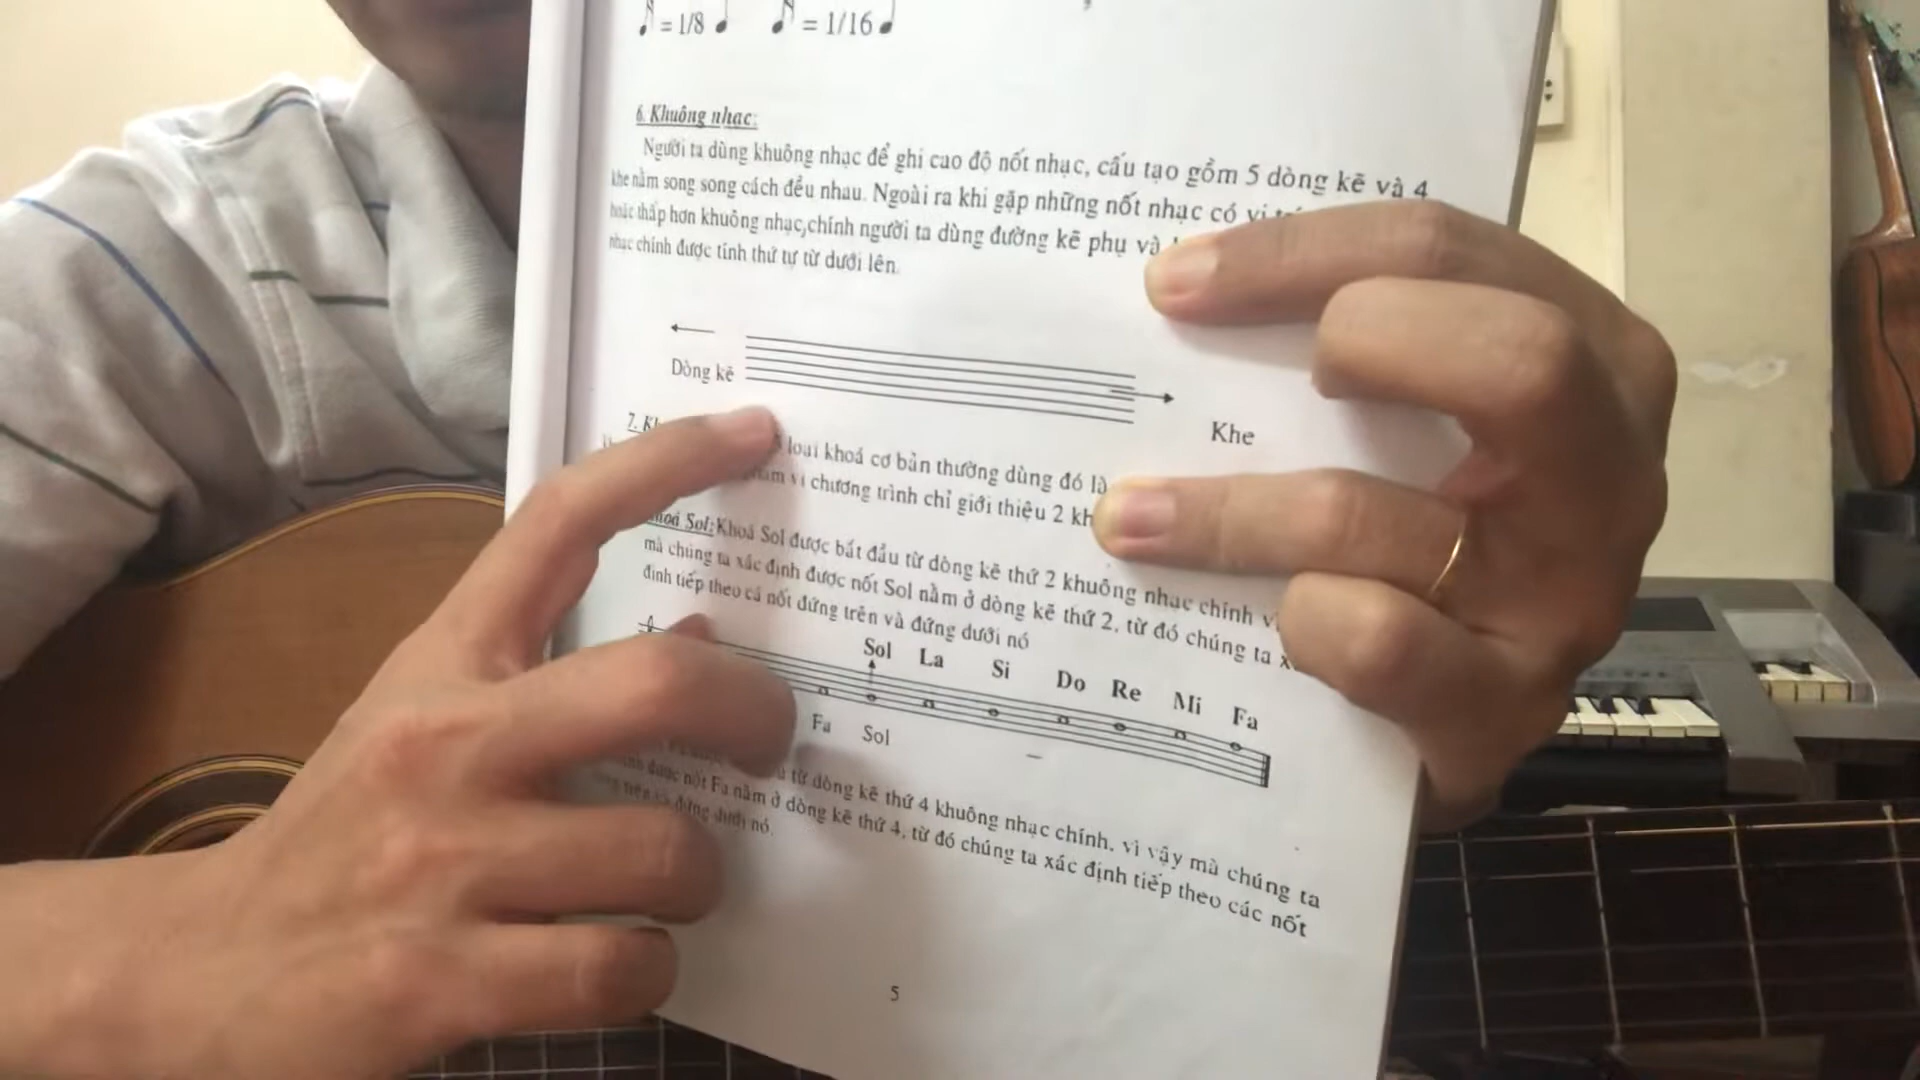 = 1/8 = 1/16
6. Khuông nhạc:
Người ta dùng khuông nhạc để ghi cao độ nốt nhạc, cấu tạo gồm 5 dòng kẽ và 4
khe nằm song song cách đều nhau. Ngoài ra khi gặp những nốt nhạc có vị
hoặc thấp hơn khuông nhạc,chính người ta dùng đường kẽ phụ và
nhạc chính được tính thứ tự từ dưới lên.
Dòng kẽ
Khe
7.
loại khoá cơ bản thường dùng đó là
vi chương trình chỉ giới thiệu 2
Sol:Khoá Sol được bắt đầu từ dòng kẽ thứ 2 khuông nhạc chính
mà chúng ta xác định được nốt Sol nằm ở dòng kẽ thứ 2, từ đó chúng ta
định tiếp theo cá nốt đứng trên và đứng dưới nó
Sol La Si Do Re Mi Fa
Fa Sol
từ dòng kẽ thứ 4 khuông nhạc chính, vì vậy mà chúng ta
được nốt Fa nằm ở dòng kẽ thứ 4, từ đó chúng ta xác định tiếp theo các nốt
đứng dưới nó.
5